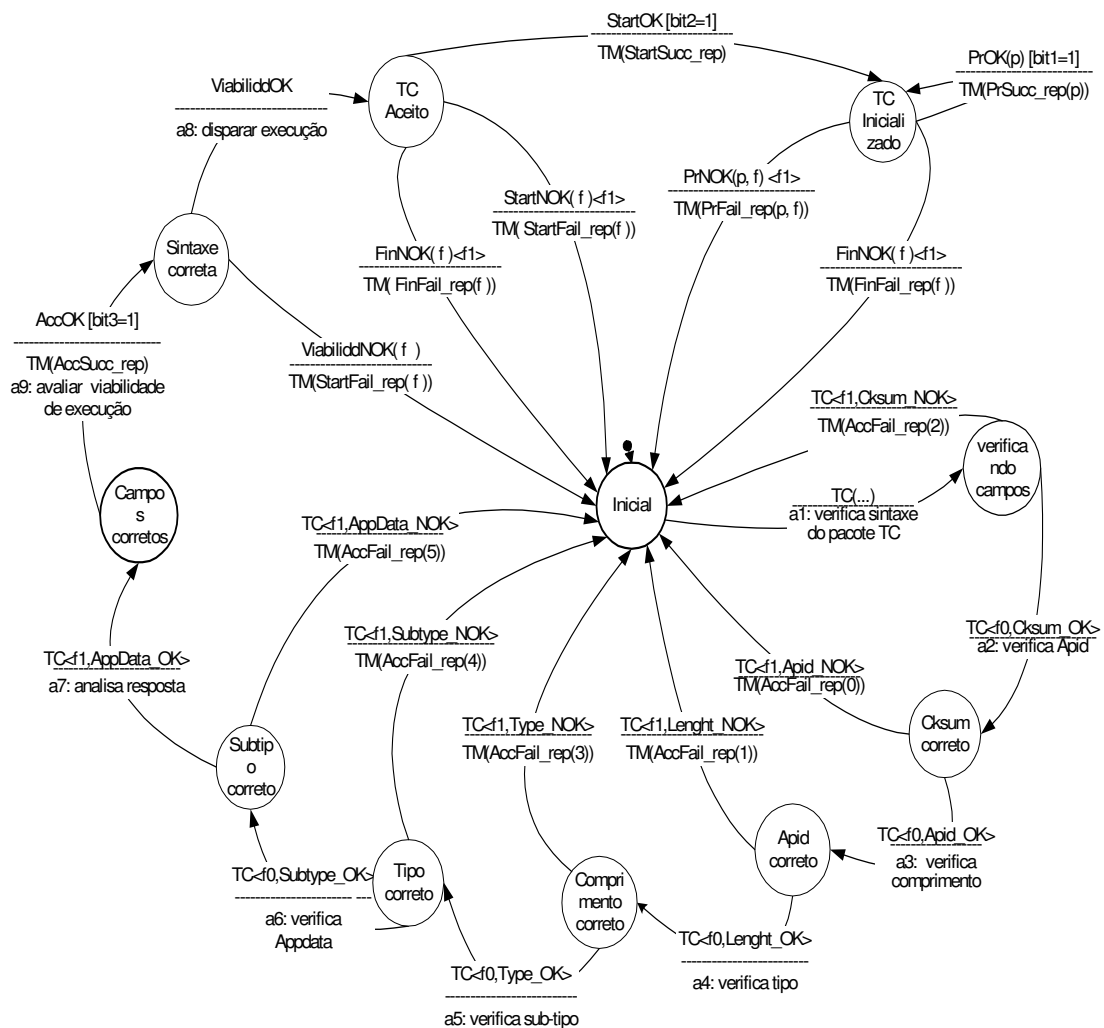 StartOK [bit2=1]
TM(StartSucc_rep)
PrOK(p) [bit1=1]
TM(PrSucc_rep(p))
ViabiliddOK
a8: disparar execução
TC
Aceito
TC
Iniciali
zado
PrNOK(p, f) <f1>
TM(PrFail_rep(p, f))
StartNOK( f )<f1>
TM( StartFail_rep(f ))
FinNOK( f )<f1>
TM( FinFail_rep(f ))
FinNOK( f )<f1>
TM(FinFail_rep(f ))
Sintaxe
correta
AccOK [bit3=1]
TM(AccSucc_rep)
a9: avaliar viabilidade
de execução
ViabiliddNOK( f )
TM(StartFail_rep( f ))
TC<f1,Cksum_NOK>
TM(AccFail_rep(2))
verifica
ndo
campos
Campo
s
corretos
Inicial
TC(...)
a1: verifica sintaxe
do pacote TC
TC<f1,AppData_NOK>
TM(AccFail_rep(5))
TC<f1,Subtype_NOK>
TM(AccFail_rep(4))
TC<f0,Cksum_OK>
a2: verifica Apid
TC<f1,AppData_OK>
a7: analisa resposta
TC<f1,Apid_NOK>
TM(AccFail_rep(0))
TC<f1,Type_NOK>
TM(AccFail_rep(3))
TC<f1,Lenght_NOK>
TM(AccFail_rep(1))
Cksum
correto
Subtip
o
correto
TC<f0,Apid_OK>
a3: verifica
comprimento
Apid
correto
TC<f0,Subtype_OK>
a6: verifica
Appdata
Tipo
correto
Compri
mento
correto
TC<f0,Lenght_OK>
a4: verifica tipo
TC<f0,Type_OK>
a5: verifica sub-tipo